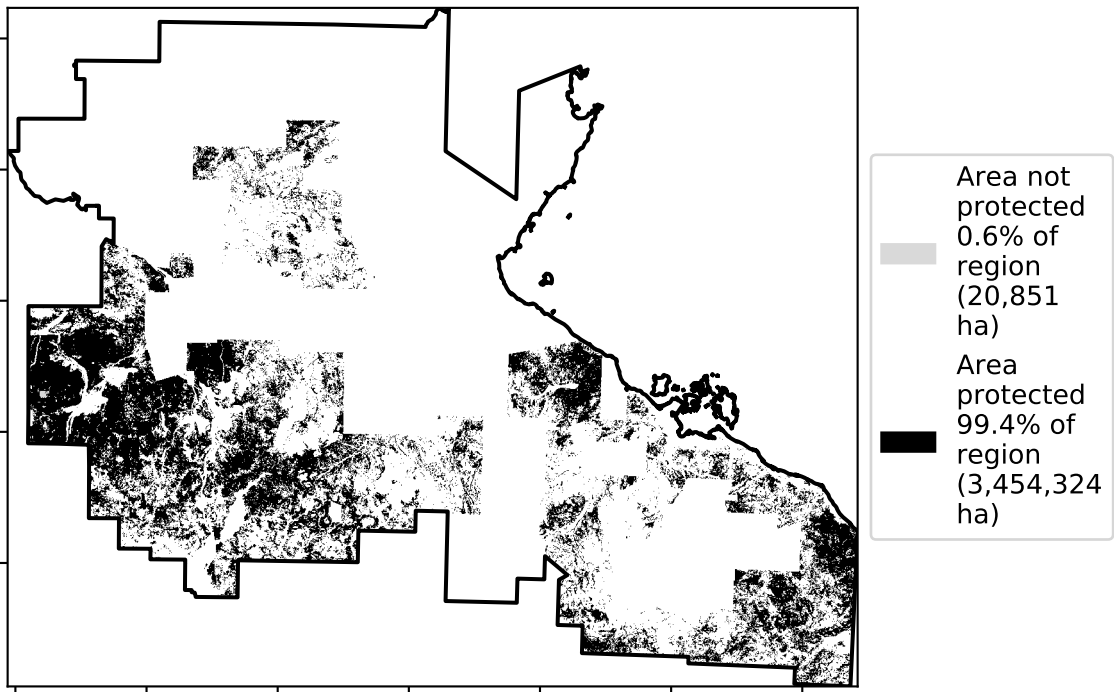 Area not
protected
0.6% of
region
(20,851
ha)
Area
protected
99.4% of
region
(3,454,324
ha)